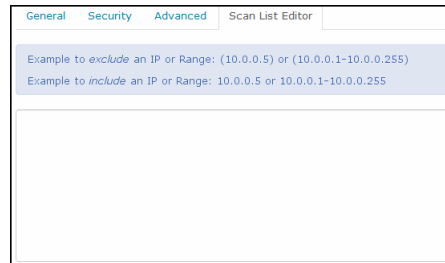 General Security Advanced Scan List Editor
Example to exclude an IP or Range: (10.0.0.5) or (10.0.0.1-10.0.0.255)
Example to include an IP or Range: 10.0.0.5 or 10.0.0.1-10.0.0.255